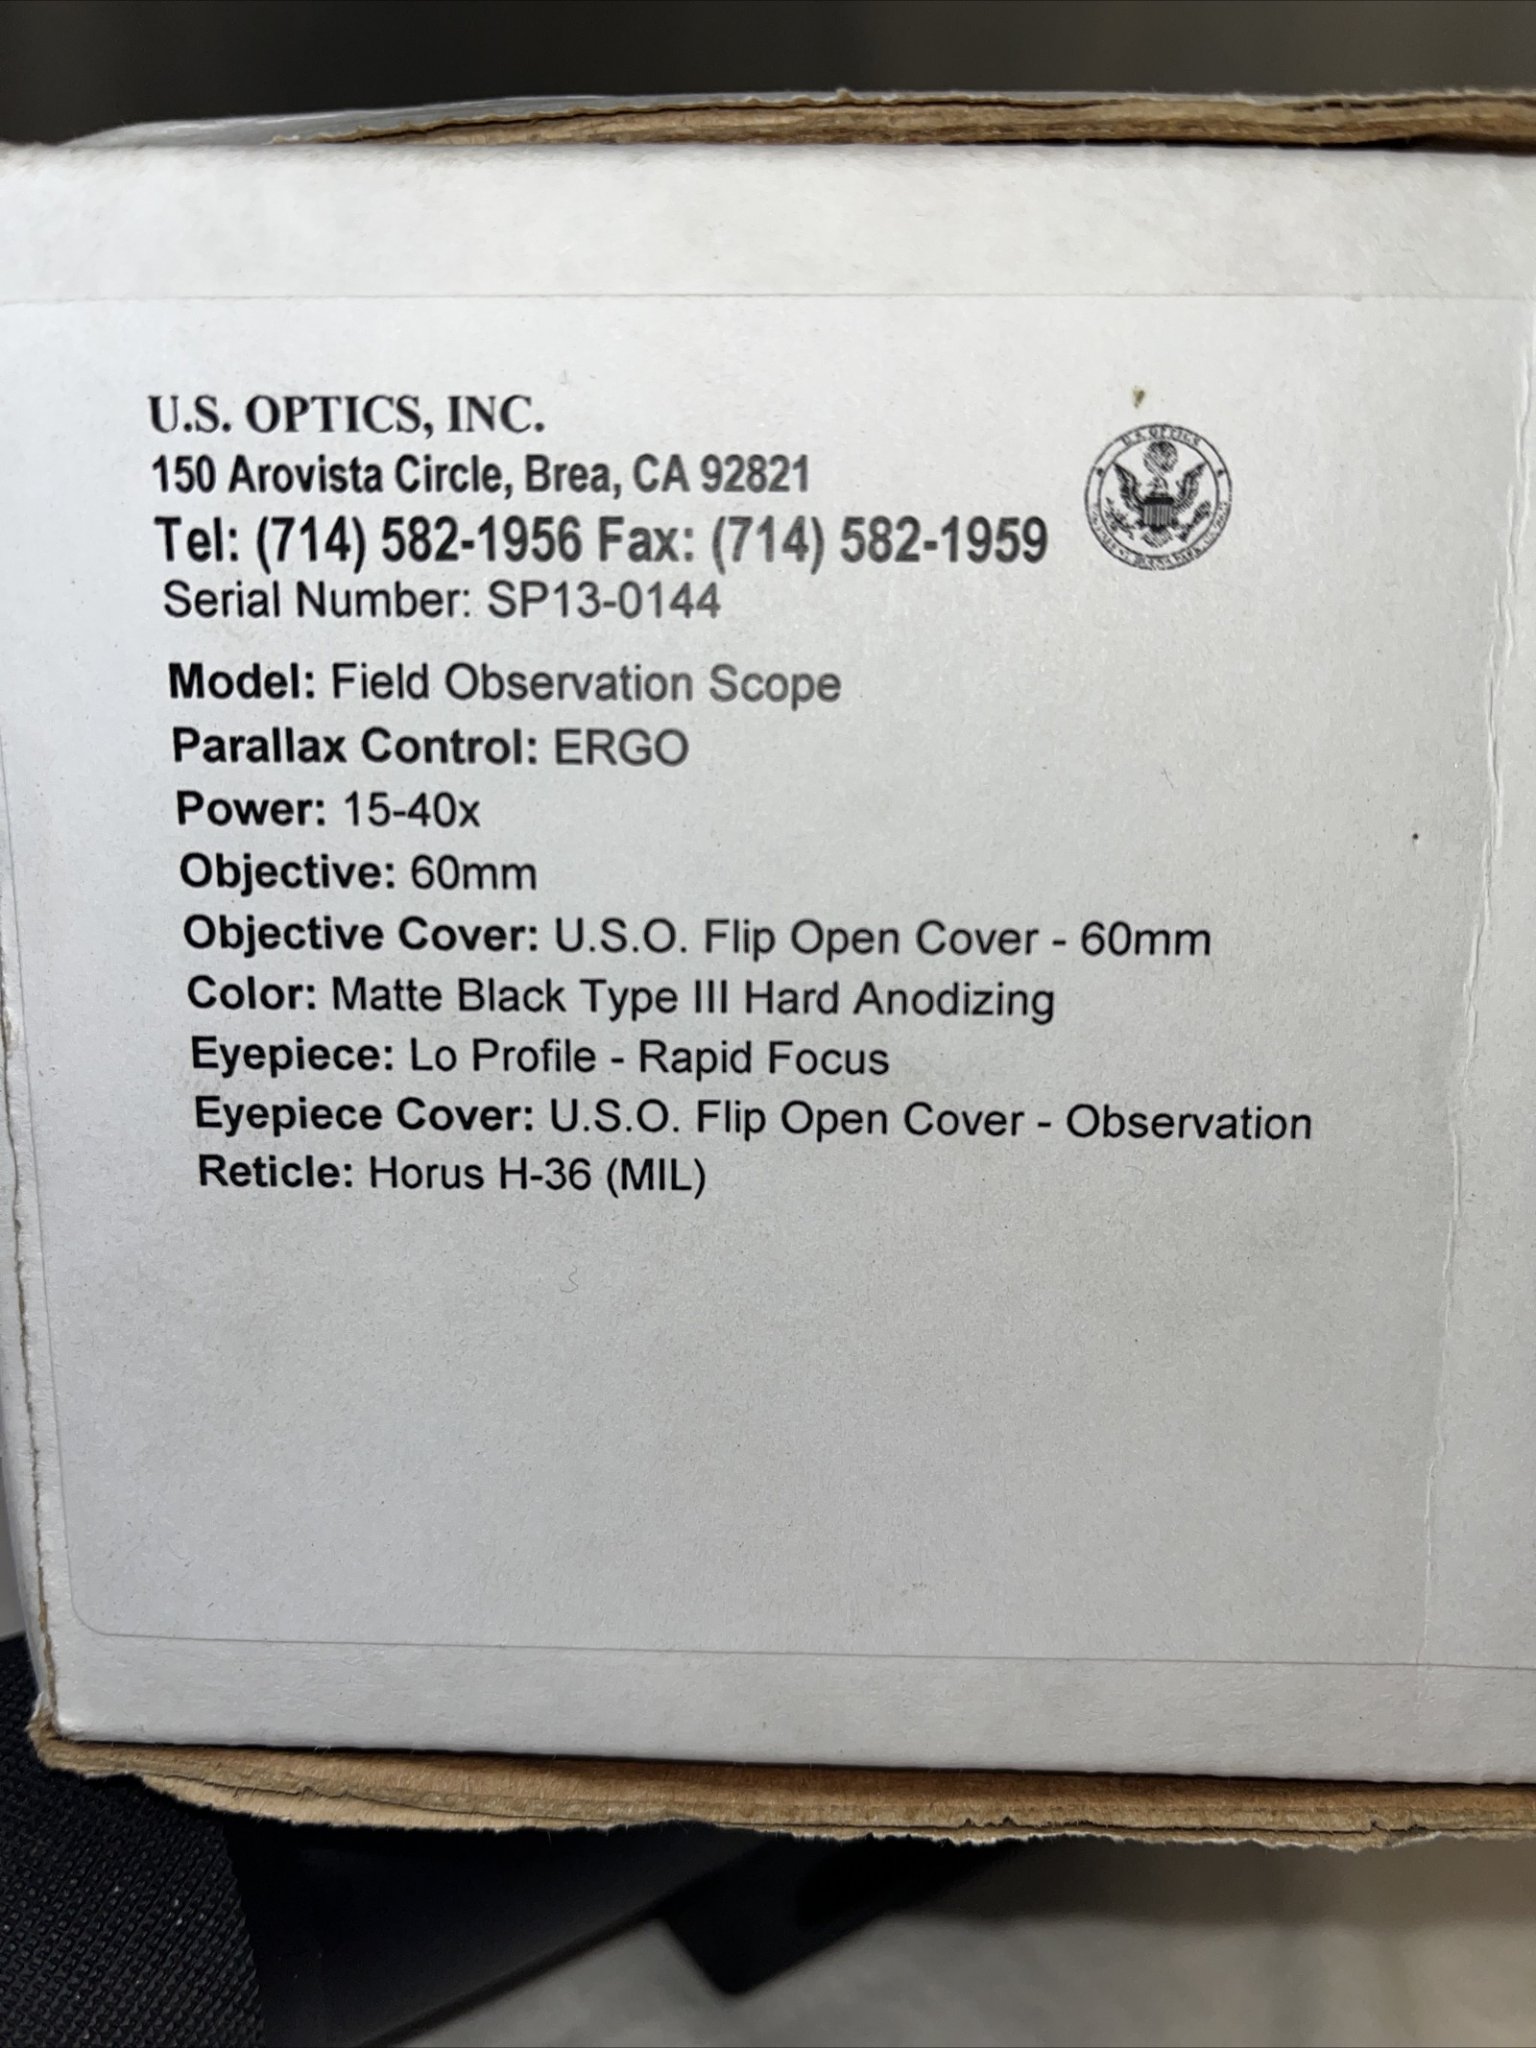 U.S. OPTICS, INC.
150 Arovista Circle, Brea, CA 92821
Tel: (714) 582-1956 Fax: (714) 582-1959
Serial Number: SP13-0144
Model: Field Observation Scope
Parallax Control: ERGO
Power: 15-40x
Objective: 60mm
Objective Cover: U.S.O. Flip Open Cover - 60mm
Color: Matte Black Type III Hard Anodizing
Eyepiece: Lo Profile - Rapid Focus
Eyepiece Cover: U.S.O. Flip Open Cover - Observation
Reticle: Horus H-36 (MIL)
U.S. OPTICS